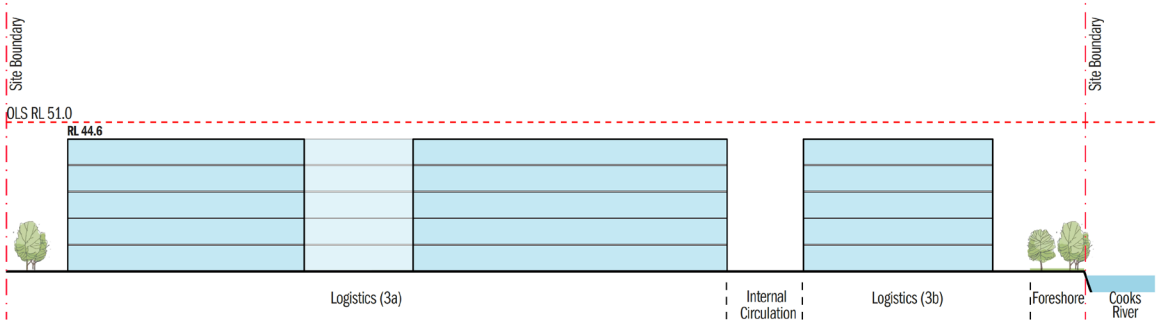 Site Boundary
Site Boundary
OLS RL 51.0
RL 44.6
Logistics (3a)
Internal
Circulation
Logistics (3b)
Foreshore
Cooks
River